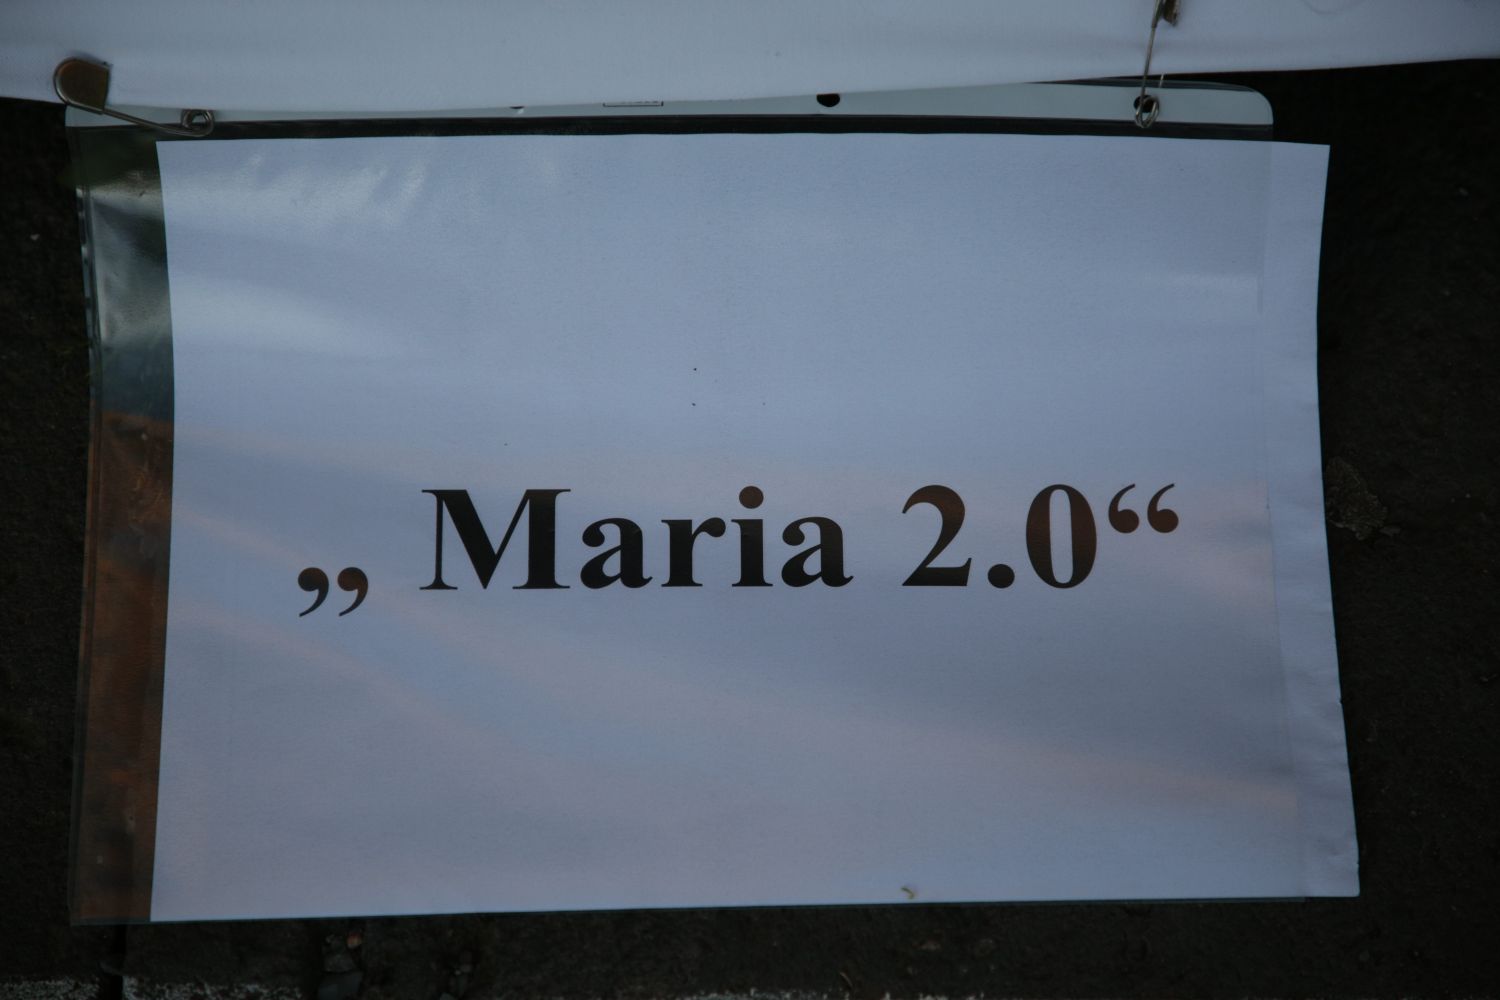 „ Maria 2.0“